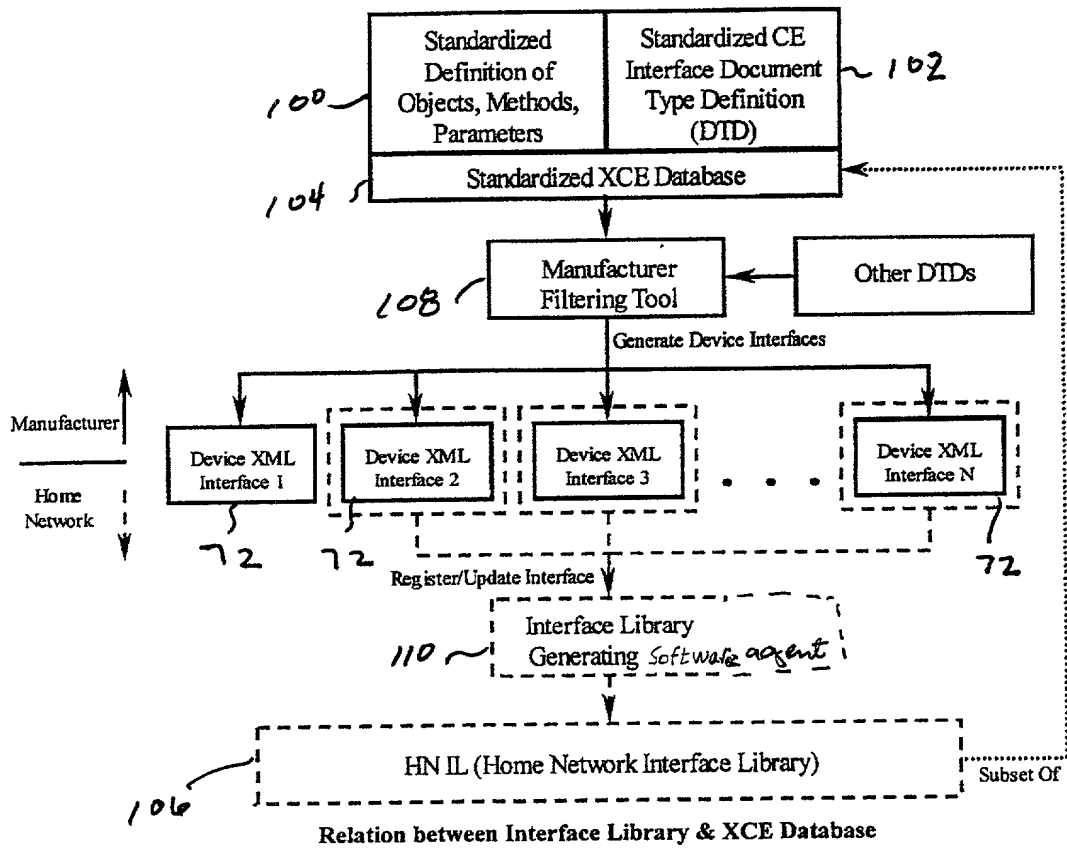 Standardized
Definition of
Objects, Methods,
Parameters
Standardized CE
Interface Document
Type Definition
(DTD)
100
102
Standardized XCE Database
104
Manufacturer
Filtering Tool
Other DTDs
108
Generate Device Interfaces
Manufacturer
Home
Network
Device XML
Interface 1
Device XML
Interface 2
Device XML
Interface 3
. . .
Device XML
Interface N
72
72
72
Register/Update Interface
Interface Library
Generating Software agent
110
HN IL (Home Network Interface Library)
Subset Of
106
Relation between Interface Library & XCE Database